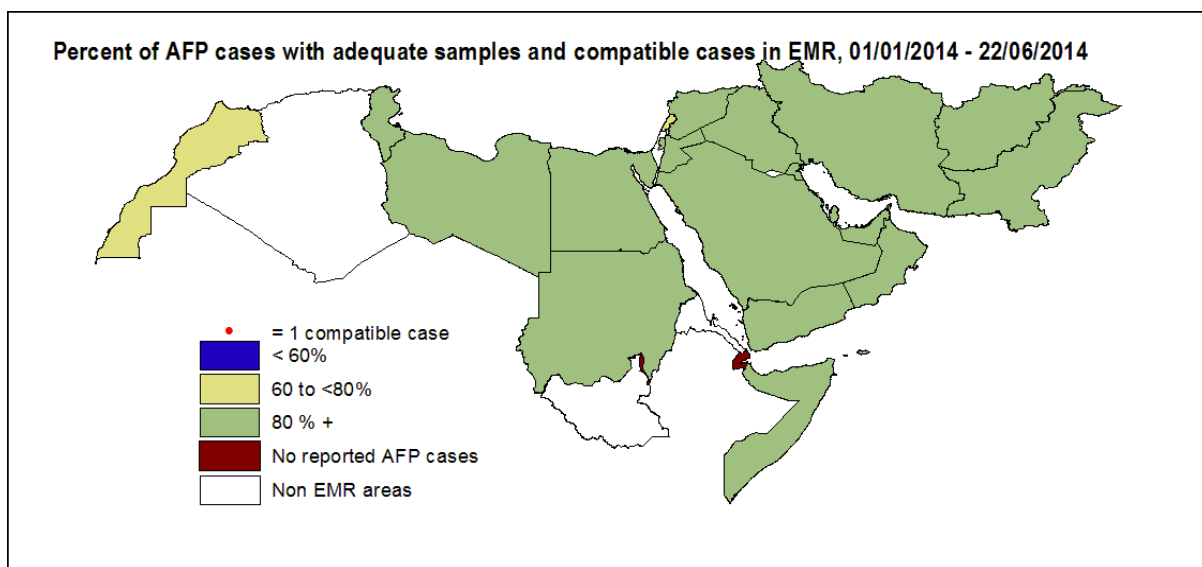 Percent of AFP cases with adequate samples and compatible cases in EMR, 01/01/2014 - 22/06/2014
= 1 compatible case
< 60%
60 to <80%
80 % +
No reported AFP cases
Non EMR areas